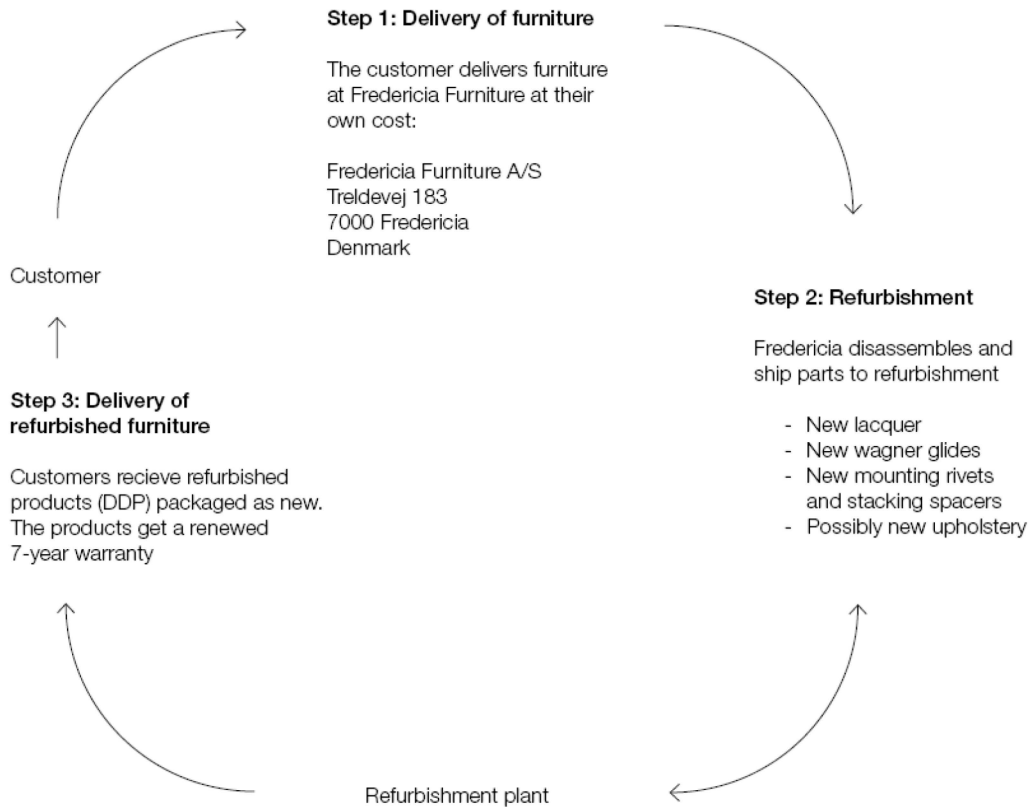 Step 1: Delivery of furniture
The customer delivers furniture
at Fredericia Furniture at their
own cost:
Fredericia Furniture A/S
Treldevej 183
7000 Fredericia
Denmark
Step 2: Refurbishment
Fredericia disassembles and
ship parts to refurbishment
- New lacquer
- New wagner glides
- New mounting rivets
and stacking spacers
- Possibly new upholstery
Refurbishment plant
Step 3: Delivery of
refurbished furniture
Customers recieve refurbished
products (DDP) packaged as new.
The products get a renewed
7-year warranty
Customer